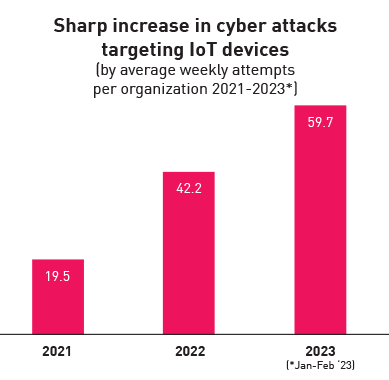 Sharp increase in cyber attacks
targeting IoT devices
(by average weekly attempts
per organization 2021-2023*)
59.7
42.2
19.5
2021 2022 2023
(*Jan-Feb '23)